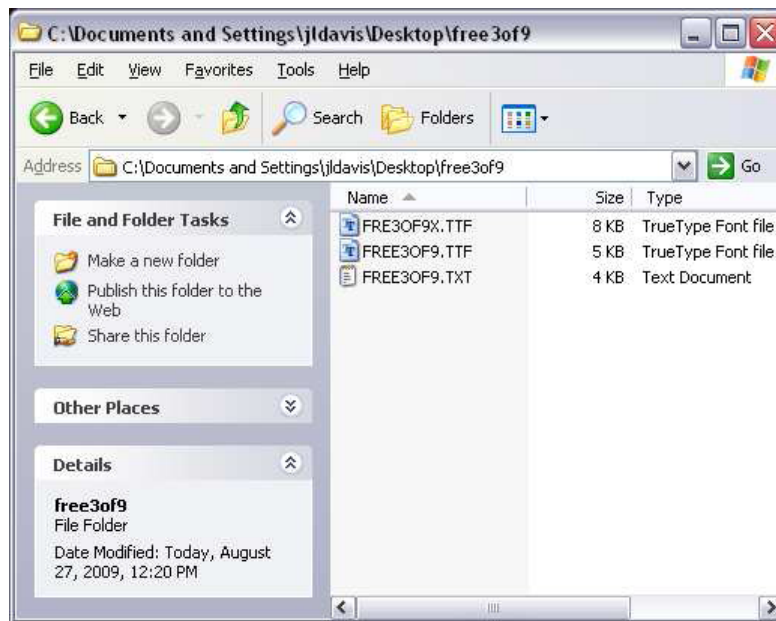 C:\Documents and Settings\jldavis\Desktop\free3of9
File Edit View Favorites Tools Help
Back Search Folders
Address C:\Documents and Settings\jldavis\Desktop\free3of9 Go
File and Folder Tasks
Make a new folder
Publish this folder to the
Web
Share this folder
Other Places
Details
free3of9
File Folder
Date Modified: Today, August
27, 2009, 12:20 PM
Name Size Type
FRE3OF9X.TTF 8 KB TrueType Font file
FREE3OF9.TTF 5 KB TrueType Font file
FREE3OF9.TXT 4 KB Text Document